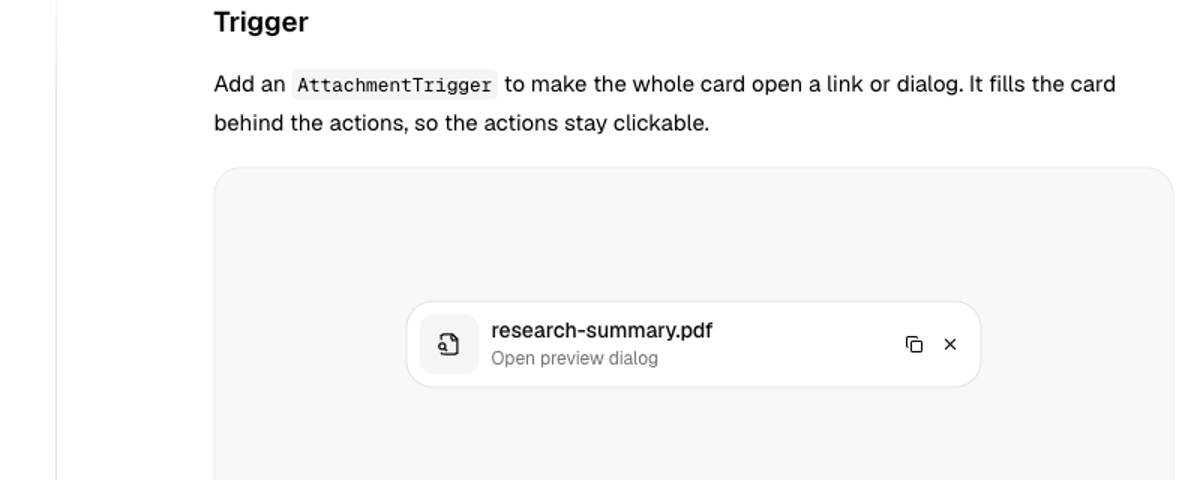 Trigger
Add an AttachmentTrigger to make the whole card open a link or dialog. It fills the card
behind the actions, so the actions stay clickable.
research-summary.pdf
Open preview dialog